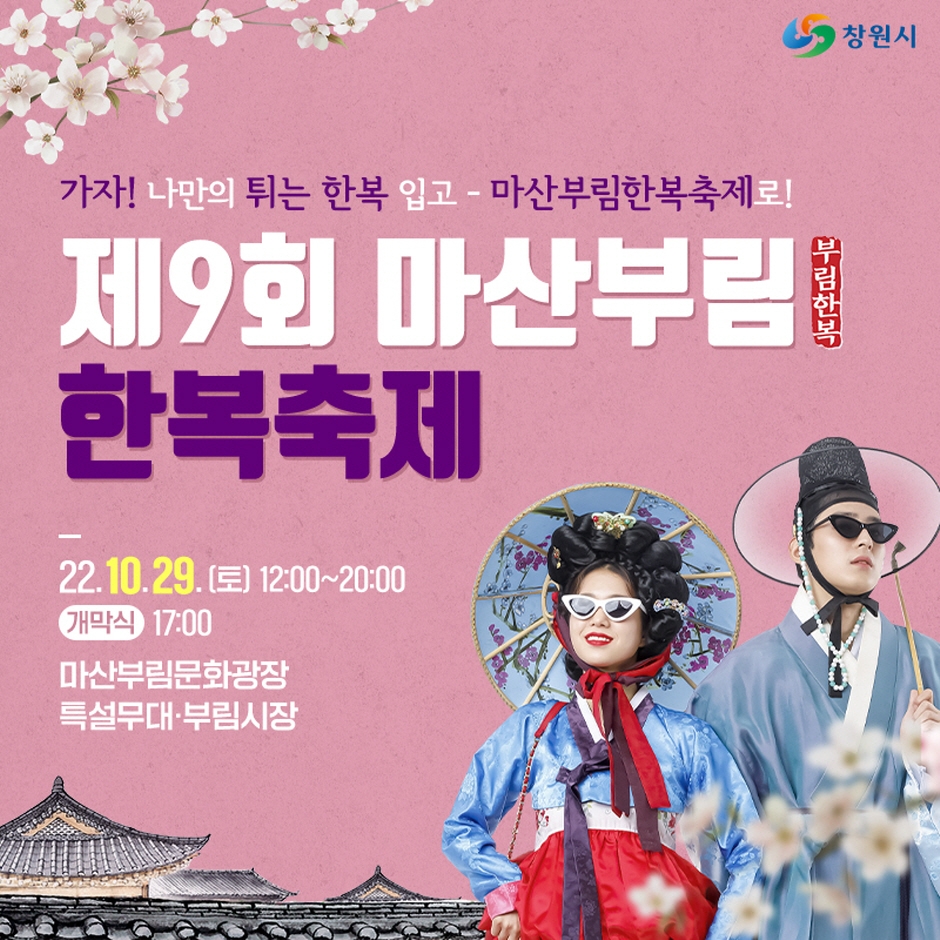 창원시
가자! 나만의 튀는 한복 입고 - 마산부림한복축제로!
제9회 마산부림
부림한복
한복축제
22.10.29.(토) 12:00~20:00
개막식 17:00
마산부림문화광장
특설무대·부림시장